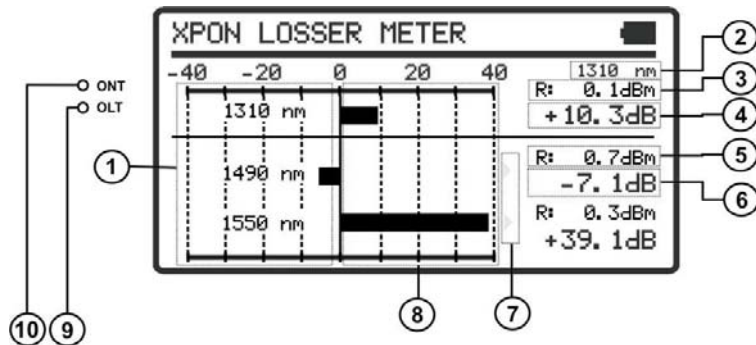 XPON LOSSER METER
-40 -20 0 20 40
1310 nm
R: 0.1dBm
+10.3dB
1310 nm
R: 0.7dBm
-7.1dB
1490 nm
R: 0.3dBm
+39.1dB
1550 nm
ONT
OLT
1
2
3
4
5
6
7
8
9
10